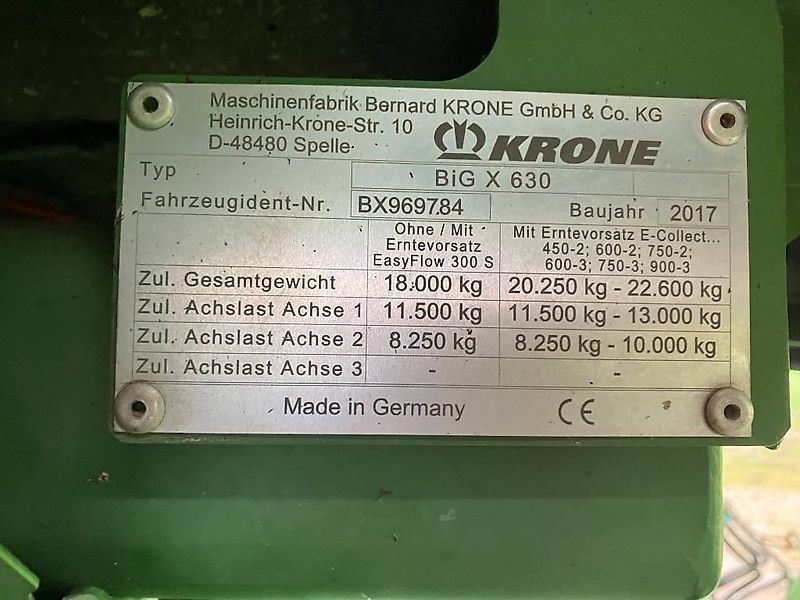 Maschinenfabrik Bernard KRONE GmbH & Co. KG
Heinrich-Krone-Str. 10
D-48480 Spelle
KRONE
Typ BiG X 630
Fahrzeugident-Nr. BX969784 Baujahr 2017
Ohne / Mit Erntevorsatz EasyFlow 300 S
Mit Erntevorsatz E-Collect...
450-2; 600-2; 750-2;
600-3; 750-3; 900-3
Zul. Gesamtgewicht 18.000 kg 20.250 kg - 22.600 kg
Zul. Achslast Achse 1 11.500 kg 11.500 kg - 13.000 kg
Zul. Achslast Achse 2 8.250 kg 8.250 kg - 10.000 kg
Zul. Achslast Achse 3 - -
Made in Germany CE